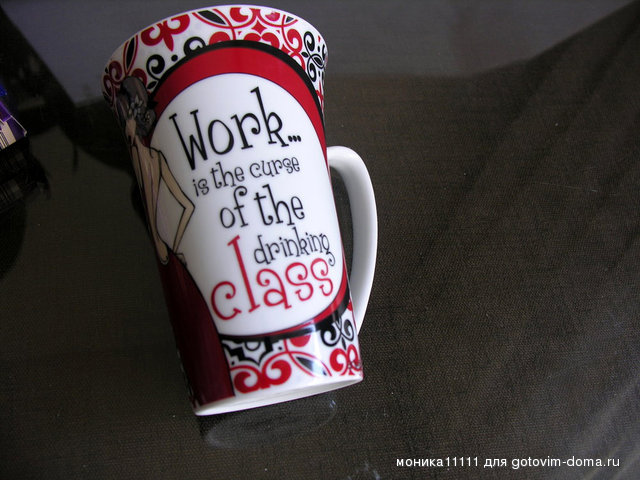 Work...
is the curse
of the
drinking
class
моника11111 для gotovim-doma.ru